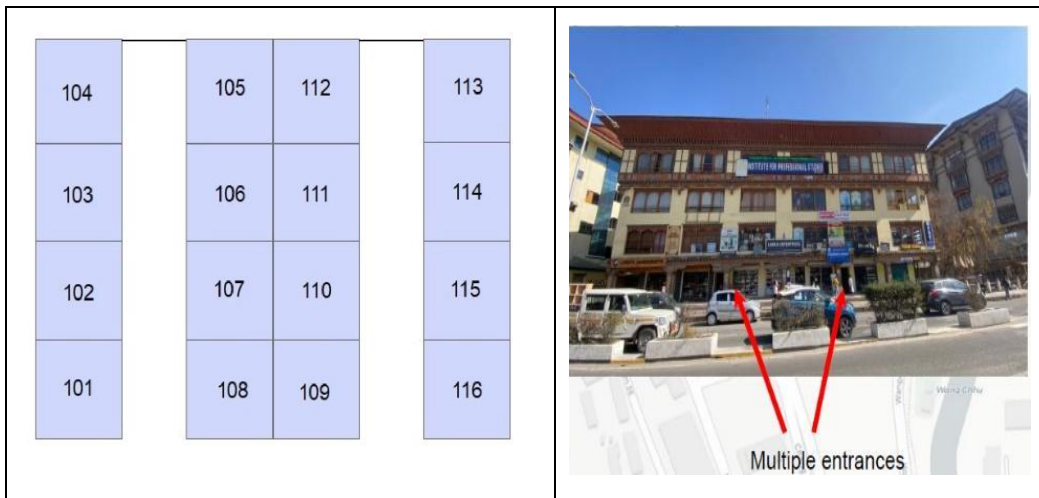 104 105 112 113
103 106 111 114
102 107 110 115
101 108 109 116
INSTITUTE FOR PROFESSIONAL STUDIES
Multiple entrances